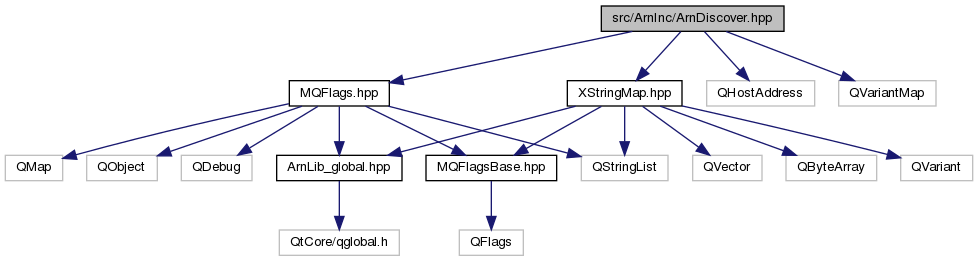 src/ArnInc/ArnDiscover.hpp
MQFlags.hpp
XStringMap.hpp
QHostAddress
QVariantMap
QMap
QObject
QDebug
ArnLib_global.hpp
MQFlagsBase.hpp
QStringList
QVector
QByteArray
QVariant
QtCore/qglobal.h
QFlags